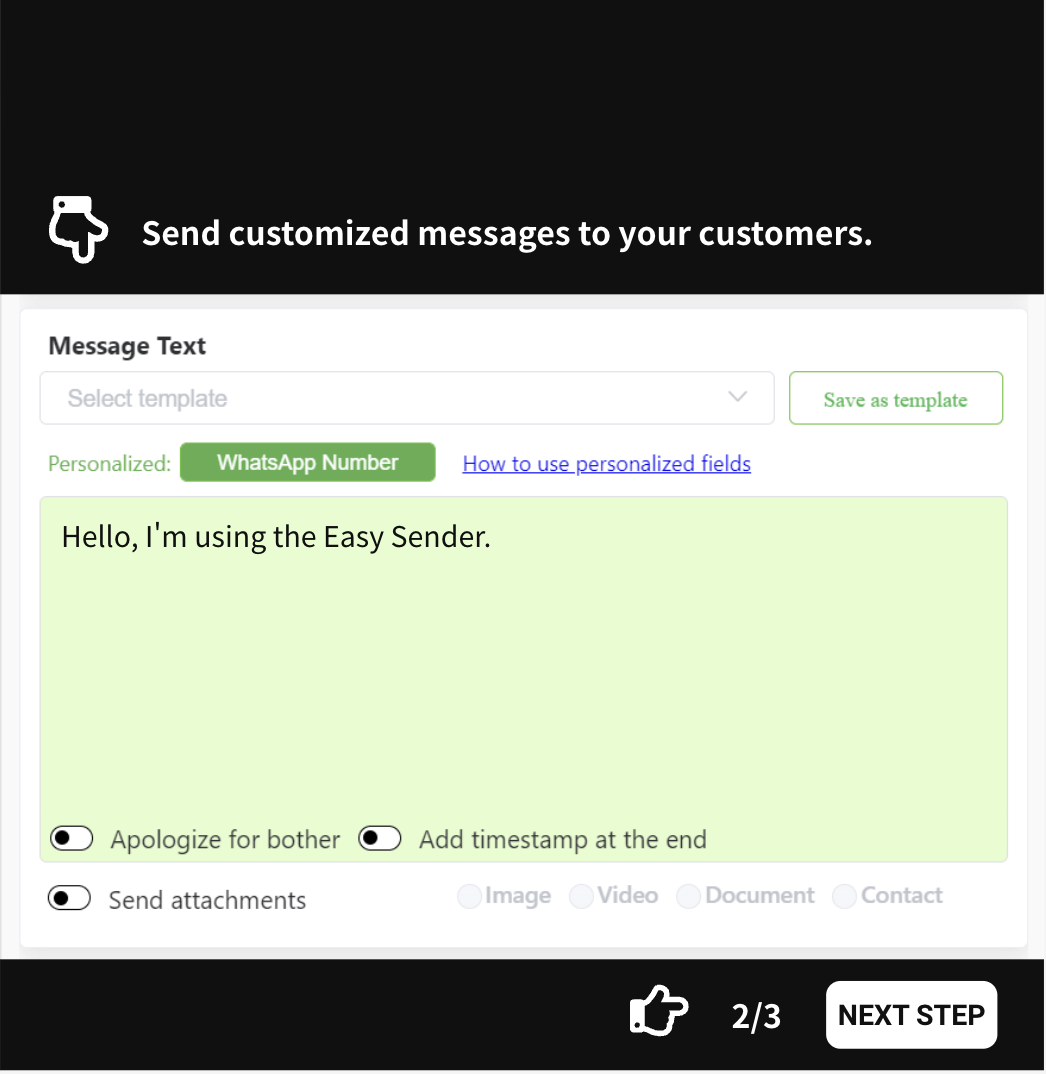 Send customized messages to your customers.
Message Text
Select template
Save as template
Personalized: WhatsApp Number How to use personalized fields
Hello, I'm using the Easy Sender.
Apologize for bother Add timestamp at the end
Send attachments Image Video Document Contact
2/3 NEXT STEP